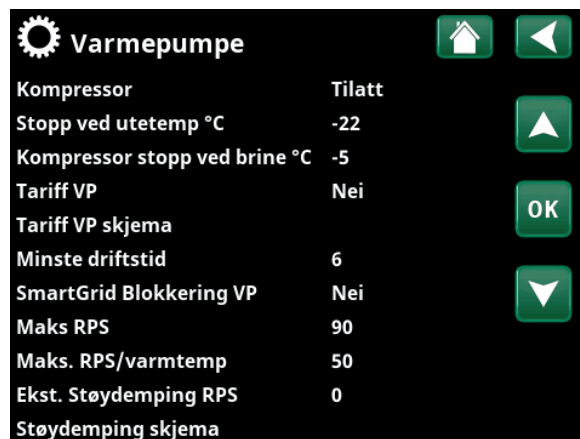 Varmepumpe
Kompressor Tilatt
Stopp ved utetemp °C -22
Kompressor stopp ved brine °C -5
Tariff VP Nei
Tariff VP skjema
OK
Minste driftstid 6
SmartGrid Blokkering VP Nei
Maks RPS 90
Maks. RPS/varmtemp 50
Ekst. Støydemping RPS 0
Støydemping skjema